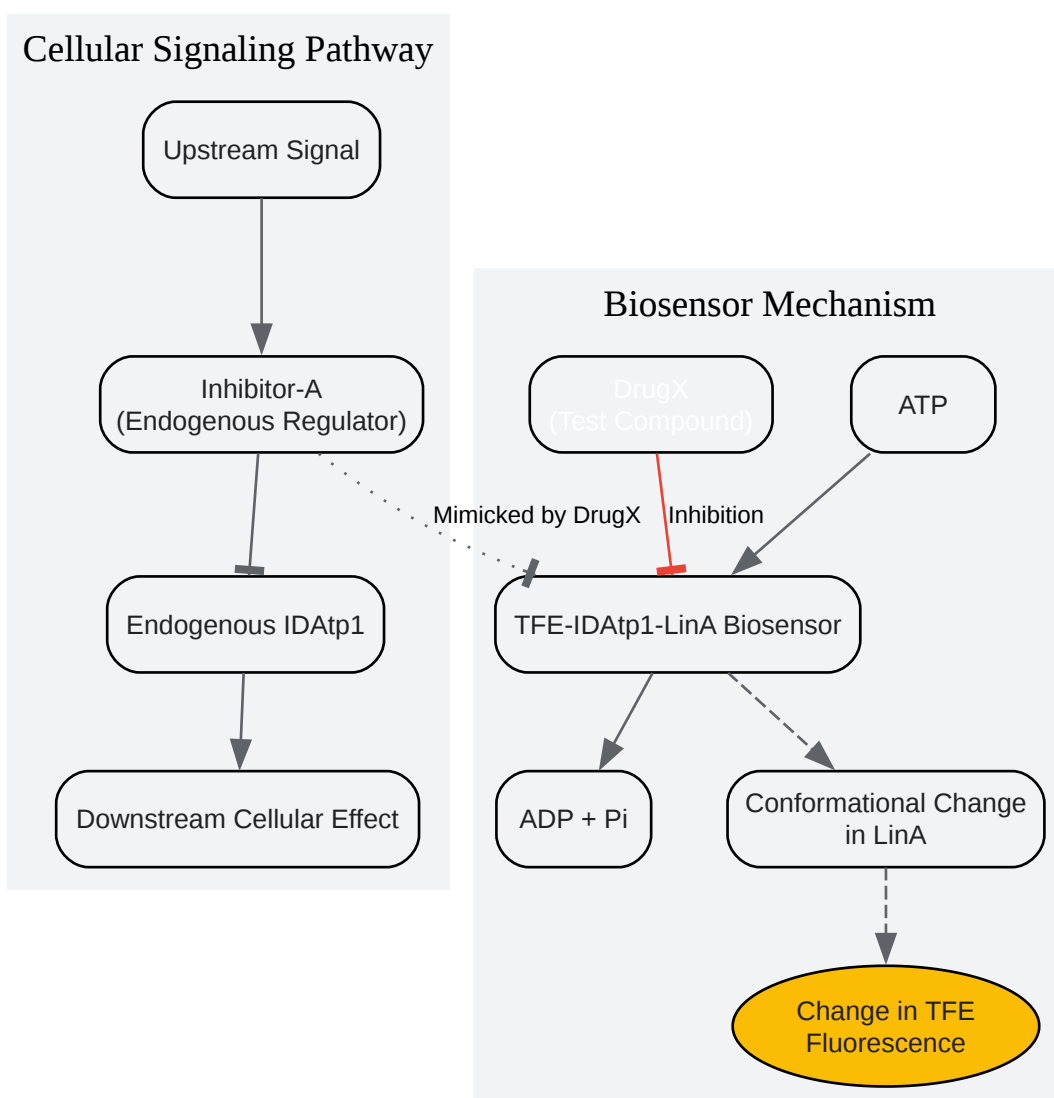 Cellular Signaling Pathway
Upstream Signal
Inhibitor-A
(Endogenous Regulator)
Endogenous IDAtp1
Downstream Cellular Effect
Biosensor Mechanism
DrugX
(Test Compound)
ATP
Mimicked by DrugX
Inhibition
TFE-IDAtp1-LinA Biosensor
ADP + Pi
Conformational Change
in LinA
Change in TFE
Fluorescence